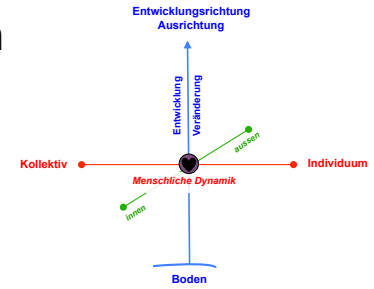 Entwicklungsrichtung
Ausrichtung
Entwicklung
Veränderung
aussen
Kollektiv
Individuum
Menschliche Dynamik
innen
Boden